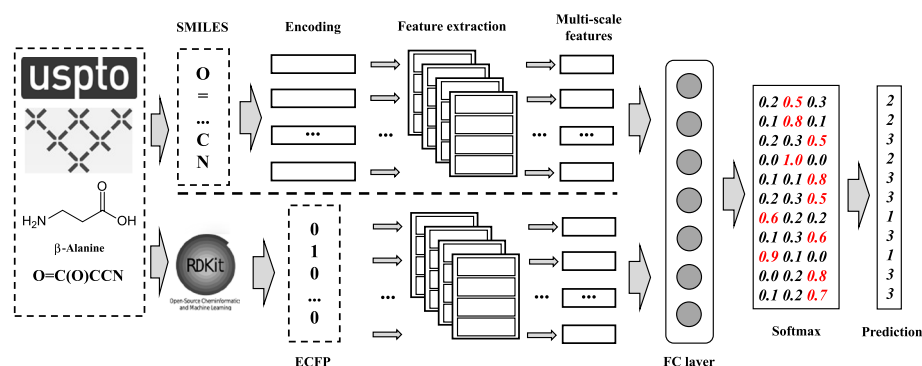 SMILES
Encoding
Feature extraction
Multi-scale
features
uspto
O
=
...
C
N
...
... ... ...
O
H₂N
OH
β-Alanine
O=C(O)CCN
RDKit
Open-Source Cheminformatics
and Machine Learning
0
1
0
...
0
... ... ... ...
ECFP
FC layer
0.2 0.5 0.3
0.1 0.8 0.1
0.2 0.3 0.5
0.0 1.0 0.0
0.1 0.1 0.8
0.2 0.3 0.5
0.6 0.2 0.2
0.1 0.3 0.6
0.9 0.1 0.0
0.0 0.2 0.8
0.1 0.2 0.7
Softmax
2
2
3
2
3
3
1
3
1
3
3
Prediction